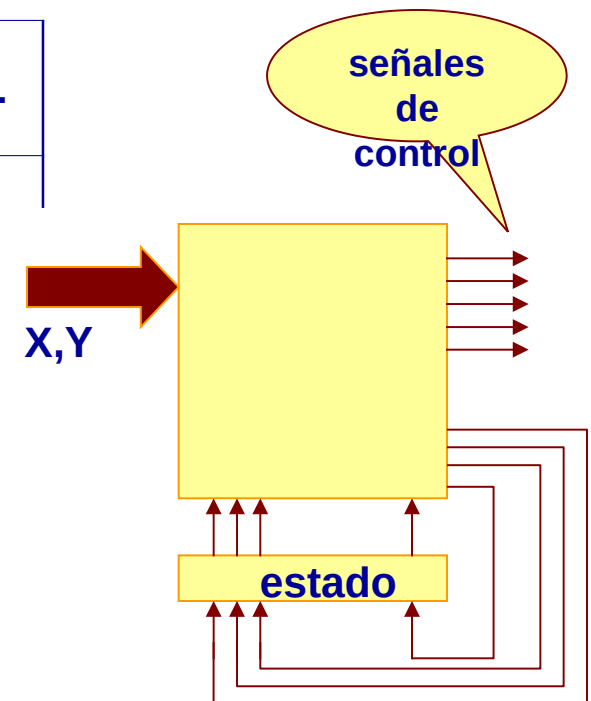 señales
de
control
.
X,Y
estado